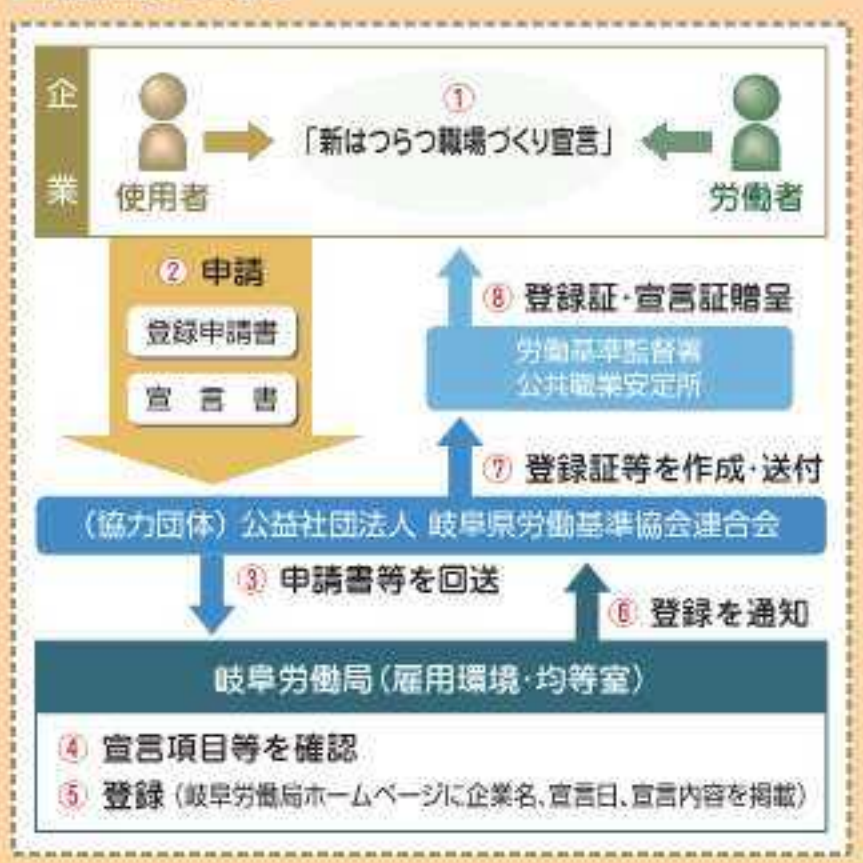 企業
①
「新はつらつ職場づくり宣言」
使用者
労働者
② 申請
登録申請書
宣言書
⑧ 登録証・宣言証贈呈
労働基準監督署
公共職業安定所
⑦ 登録証等を作成・送付
(協力団体) 公益社団法人 岐阜県労働基準協会連合会
③ 申請書等を回送
⑥ 登録を通知
岐阜労働局(雇用環境・均等室)
④ 宣言項目等を確認
⑤ 登録 (岐阜労働局ホームページに企業名、宣言日、宣言内容を掲載)